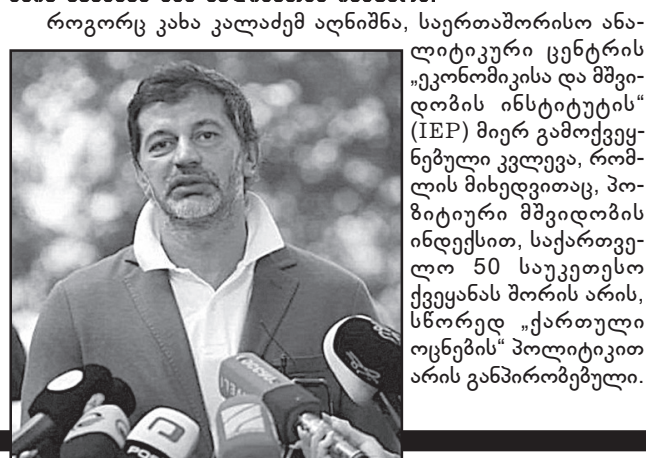 როგორც კახა კალაძემ აღნიშნა, საერთაშორისო ანა-
ლიტიკური ცენტრის
„ეკონომიკისა და მშვი-
დობის ინსტიტუტის“
(IEP) მიერ გამოქვეყ-
ნებული კვლევა, რომ-
ლის მიხედვითაც, პო-
ზიტიური მშვიდობის
ინდექსით, საქართვე-
ლო 50 საუკეთესო
ქვეყანას შორის არის,
სწორედ „ქართული
ოცნების“ პოლიტიკით
არის განპირობებული.